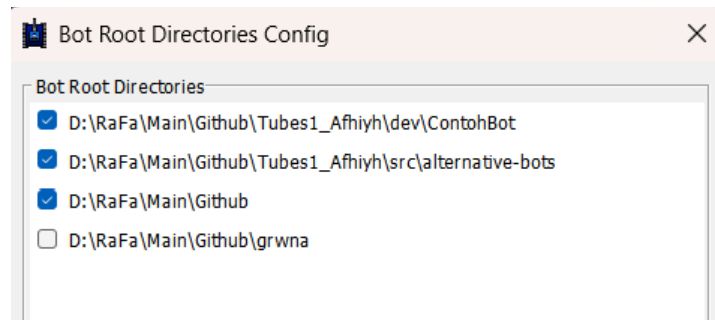 Bot Root Directories Config
Bot Root Directories
D:\RaFa\Main\Github\Tubes1_Afhiyh\dev\ContohBot
D:\RaFa\Main\Github\Tubes1_Afhiyh\src\alternative-bots
D:\RaFa\Main\Github
D:\RaFa\Main\Github\grwna